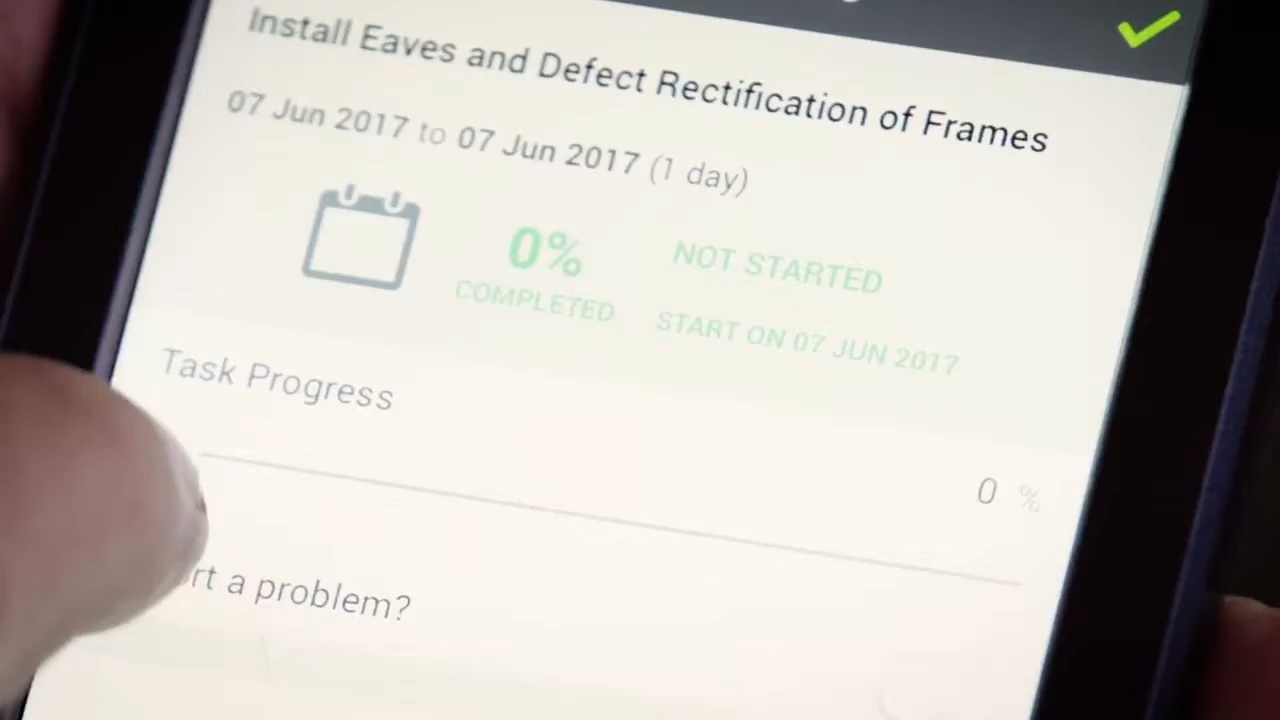 Install Eaves and Defect Rectification of Frames
07 Jun 2017 to 07 Jun 2017 (1 day)
0%
COMPLETED
NOT STARTED
START ON 07 JUN 2017
Task Progress
0 %
a problem?